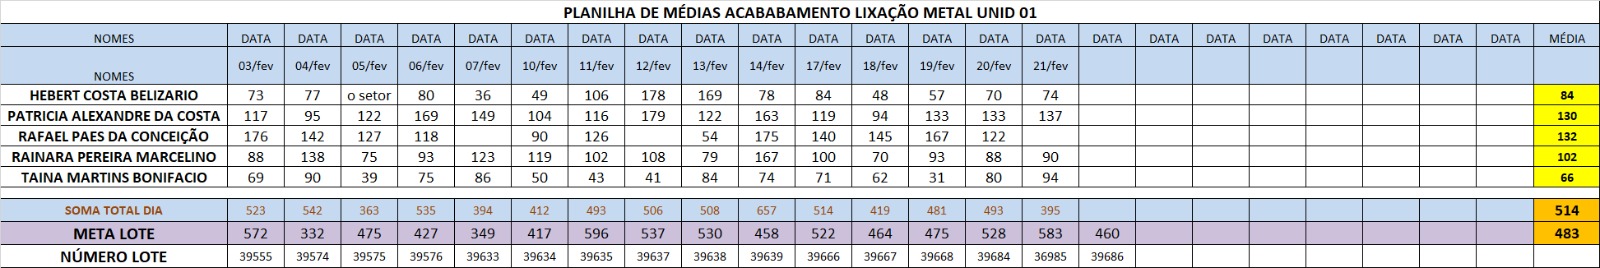 PLANILHA DE MÉDIAS ACABABAMENTO LIXAÇÃO METAL UNID 01
NOMES DATA DATA DATA DATA DATA DATA DATA DATA DATA DATA DATA DATA DATA DATA DATA DATA DATA DATA DATA DATA DATA DATA DATA MÉDIA
NOMES 03/fev 04/fev 05/fev 06/fev 07/fev 10/fev 11/fev 12/fev 13/fev 14/fev 17/fev 18/fev 19/fev 20/fev 21/fev
HEBERT COSTA BELIZARIO 73 77 o setor 80 36 49 106 178 169 78 84 48 57 70 74 84
PATRICIA ALEXANDRE DA COSTA 117 95 122 169 149 104 116 179 122 163 119 94 133 133 137 130
RAFAEL PAES DA CONCEIÇÃO 176 142 127 118 90 126 54 175 140 145 167 122 132
RAINARA PEREIRA MARCELINO 88 138 75 93 123 119 102 108 79 167 100 70 93 88 90 102
TAINA MARTINS BONIFACIO 69 90 39 75 86 50 43 41 84 74 71 62 31 80 94 66
SOMA TOTAL DIA 523 542 363 535 394 412 493 506 508 657 514 419 481 493 395 514
META LOTE 572 332 475 427 349 417 596 537 530 458 522 464 475 528 583 460 483
NÚMERO LOTE 39555 39574 39575 39576 39633 39634 39635 39637 39638 39639 39666 39667 39668 39684 36985 39686